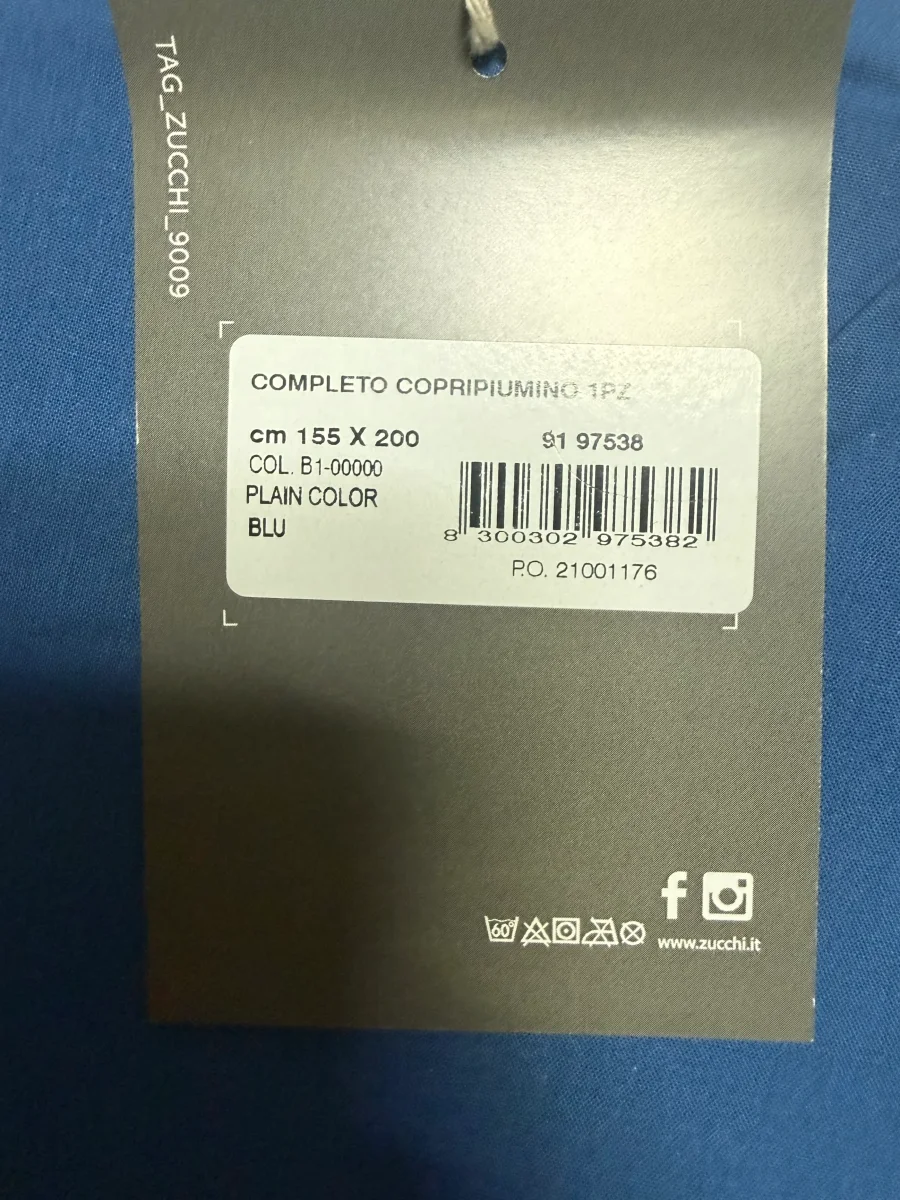 TAG_ZUCCHI_9009
COMPLETO COPRIPIUMINO 1PZ
cm 155 X 200
91 97538
COL. B1-00000
PLAIN COLOR
BLU
8 300302 975382
P.O. 21001176
60°
www.zucchi.it